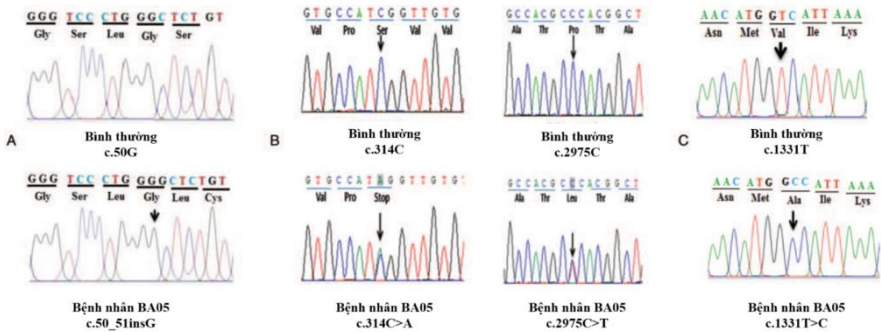 GGG TCC CTG GGC TCT GT
Gly Ser Leu Gly Ser
Bình thường
c.50G
A
GGG TCC CTG GGG CTC TGT
Gly Ser Leu Gly Leu Cys
Bệnh nhân BA05
c.50_51insG
G T G C C A T C G G T T G T G
Val Pro Ser Val Val
Bình thường
c.314C
B
G T G C C A T A G G T T G T G
Val Pro Stop
Bệnh nhân BA05
c.314C>A
G C C A C G C C C A C G G C T
Ala Thr Pro Thr Ala
Bình thường
c.2975C
G C C A C G C C C A C G G C T
Ala Thr Leu Thr Ala
Bệnh nhân BA05
c.2975C>T
AAC ATG GTC ATT AAA
Asn Met Val Ile Lys
Bình thường
c.1331T
C
AAC ATG GCC ATT AAA
Asn Met Ala Ile Lys
Bệnh nhân BA05
c.1331T>C